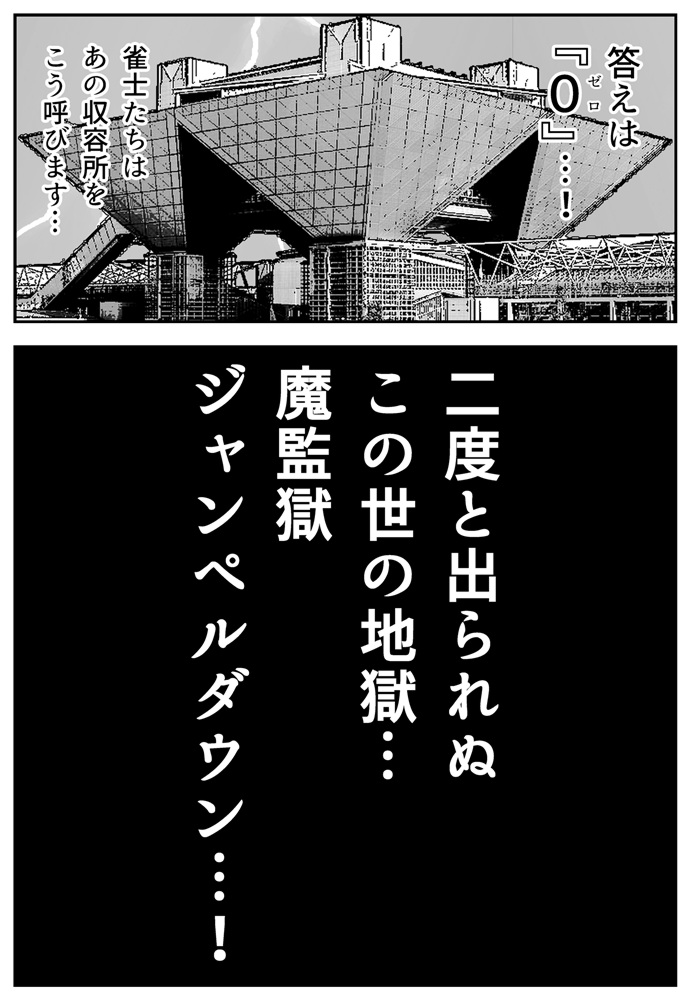 答えは
『0』…!
ゼロ
雀士たちは
あの収容所を
こう呼びます…
二度と出られぬ
この世の地獄…
魔監獄
ジャンペルダウン…!